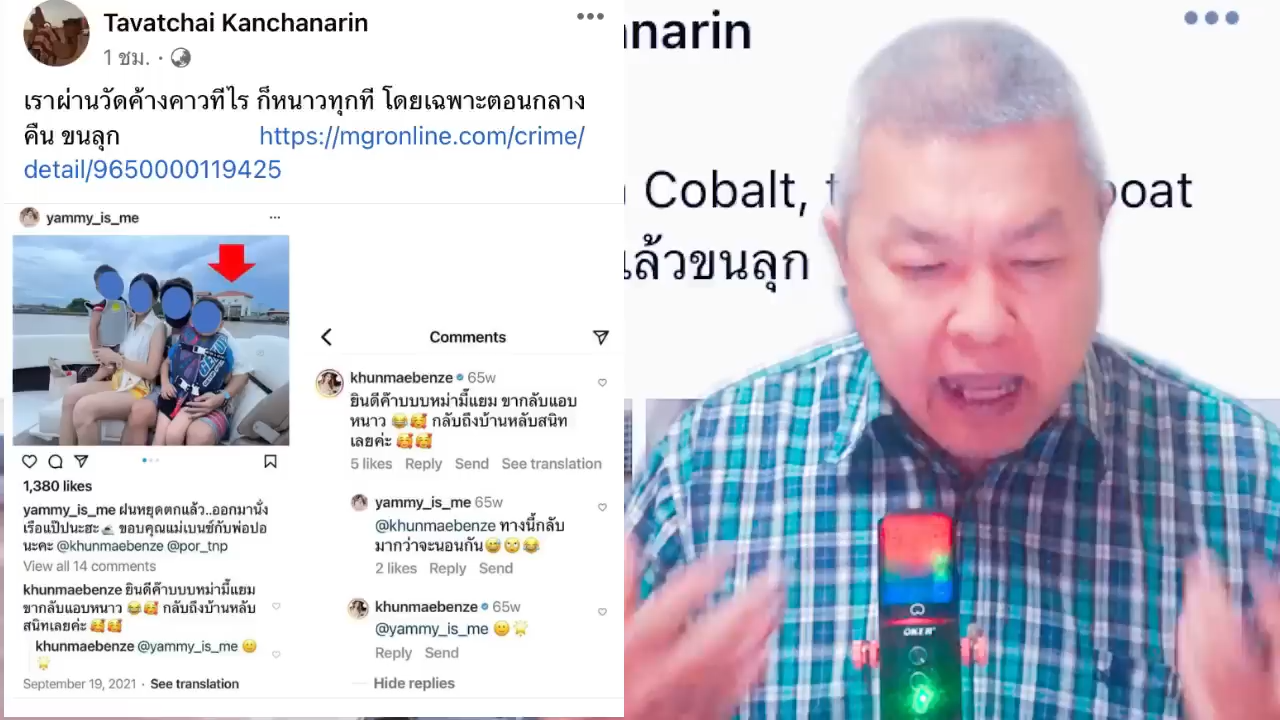 Tavatchai Kanchanarin
1 ชม. ·
เราผ่านวัดค้างคาวทีไร ก็หนาวทุกที โดยเฉพาะตอนกลาง
คืน ขนลุก https://mgronline.com/crime/
detail/9650000119425
yammy_is_me
1,380 likes
yammy_is_me ฝนหยุดตกแล้ว..ออกมานั่ง
เรือแป๊ปนะฮะ🛥 ขอบคุณแม่เบนซ์กับพ่อปอ
นะคะ @khunmaebenze @por_tnp
View all 14 comments
khunmaebenze ยินดีค๊าบบบหม่ามี๊แยม
ขากลับแอบหนาว 😂🥰 กลับถึงบ้านหลับ
สนิทเลยค่ะ 🥰🥰
khunmaebenze @yammy_is_me 🙂
🌟
September 19, 2021 · See translation
Comments
khunmaebenze 65w
ยินดีค๊าบบบหม่ามี๊แยม ขากลับแอบ
หนาว 😂🥰 กลับถึงบ้านหลับสนิท
เลยค่ะ 🥰🥰
5 likes Reply Send See translation
yammy_is_me 65w
@khunmaebenze ทางนี้กลับ
มากว่าจะนอนกัน😅🤣😂
2 likes Reply Send
khunmaebenze 65w
@yammy_is_me 🙂🌟
Reply Send
Hide replies
narin
Cobalt,
แล้วขนลุก
OKER